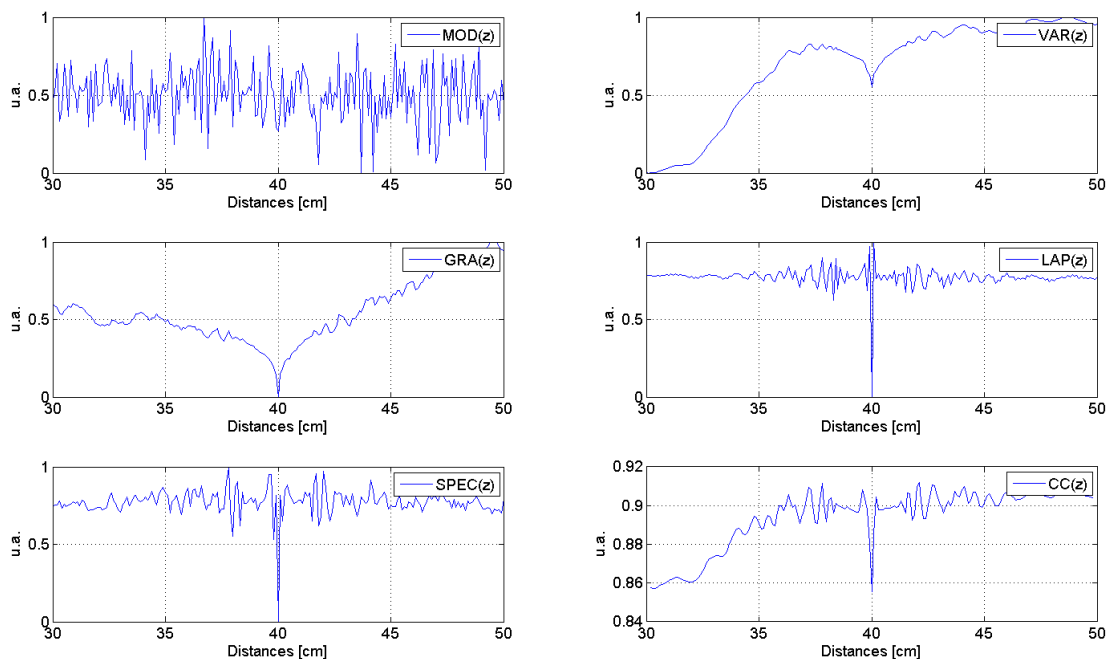 1
0.5
0
u.a.
MOD(z)
30 35 40 45 50
Distances [cm]
1
0.5
0
u.a.
VAR(z)
30 35 40 45 50
Distances [cm]
1
0.5
0
u.a.
GRA(z)
30 35 40 45 50
Distances [cm]
1
0.5
0
u.a.
LAP(z)
30 35 40 45 50
Distances [cm]
1
0.5
0
u.a.
SPEC(z)
30 35 40 45 50
Distances [cm]
0.92
0.9
0.88
0.86
0.84
u.a.
CC(z)
30 35 40 45 50
Distances [cm]